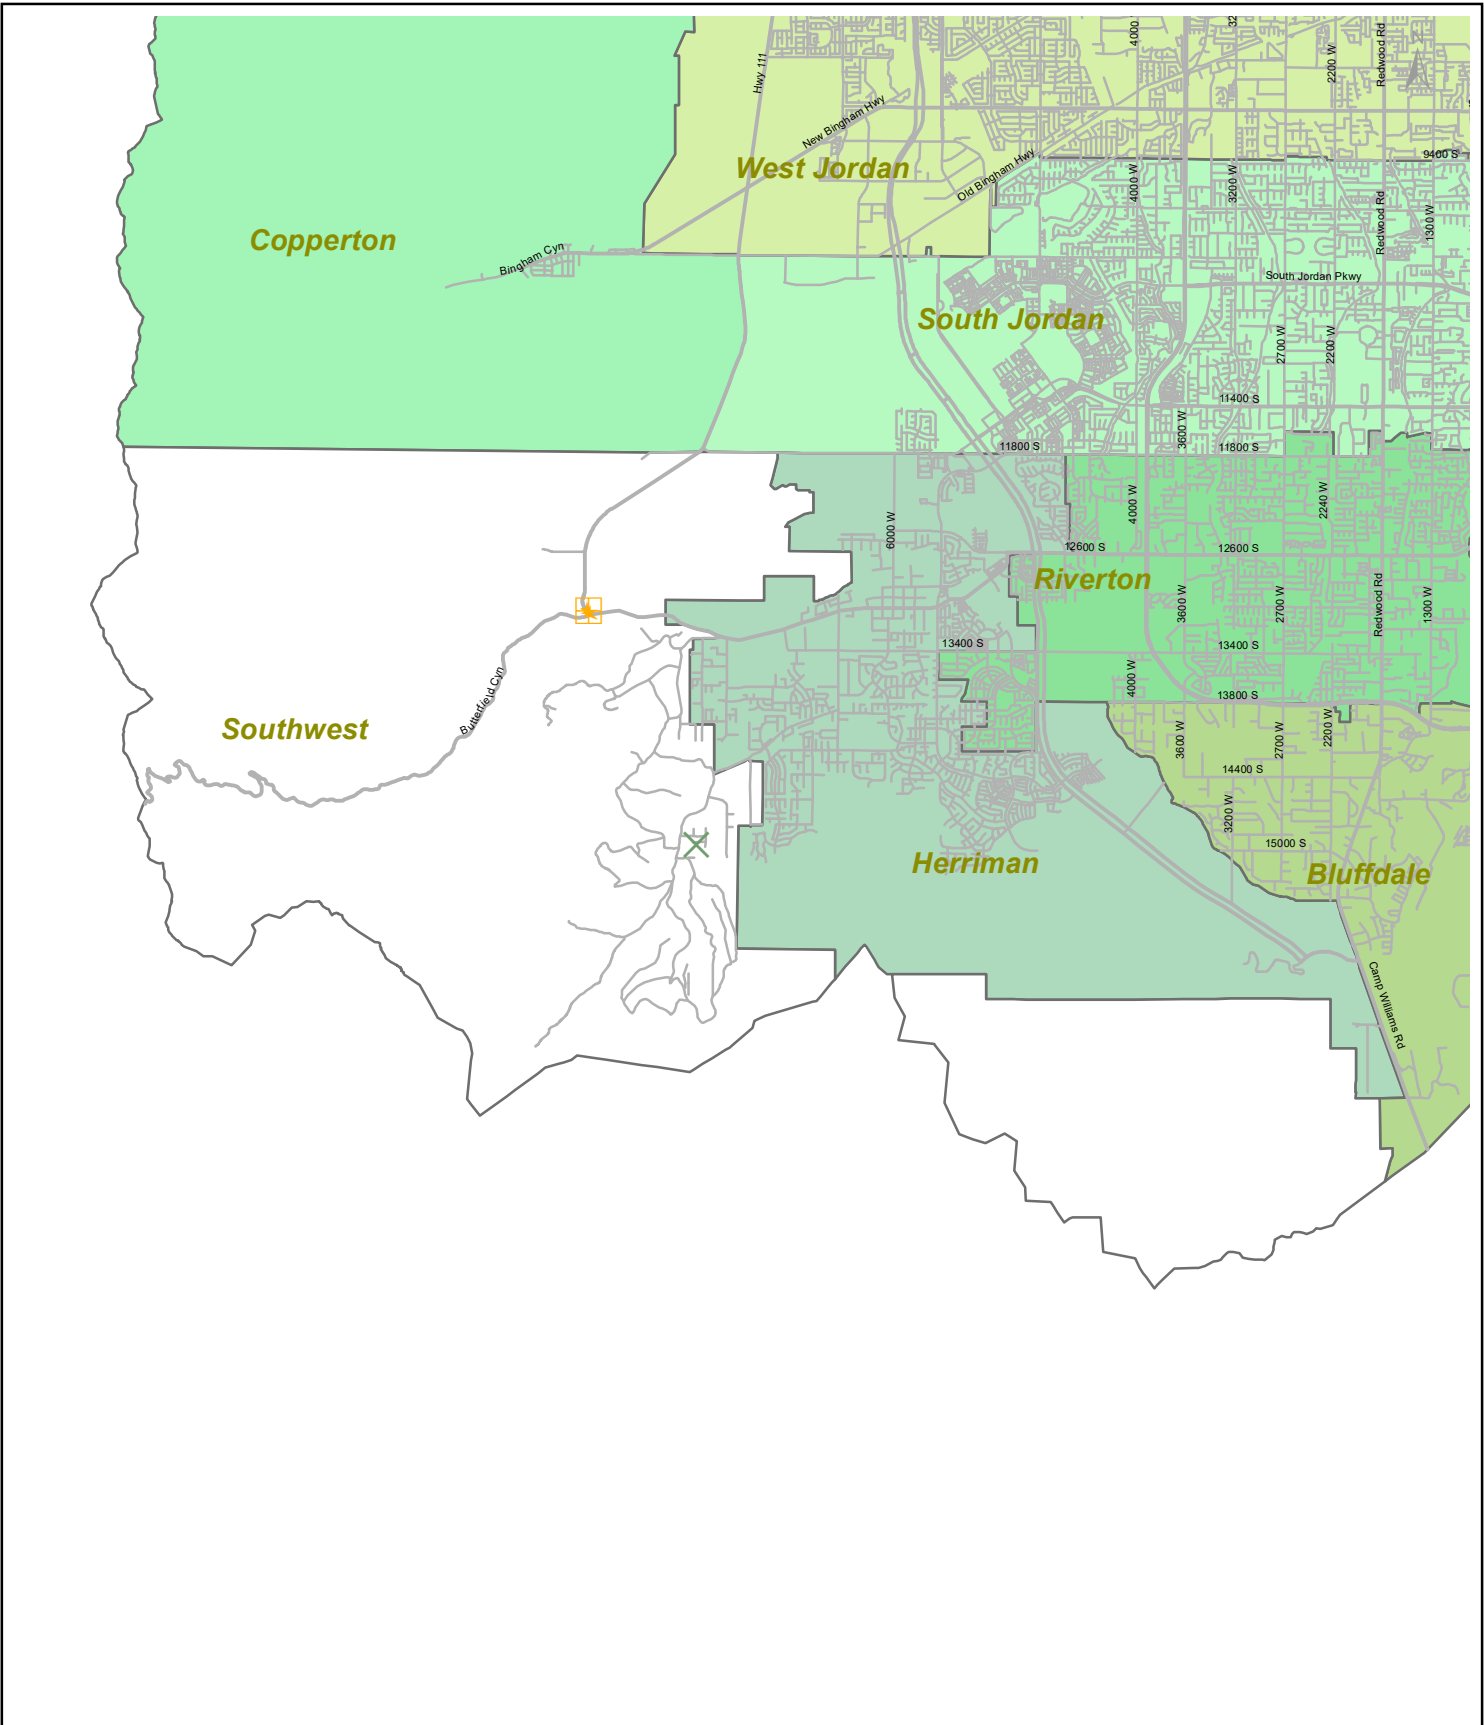 4000
32
2200 W
Redwood Rd
N
Hwy 111
New Bingham Hwy
West Jordan
Old Bingham Hwy
9400 S
4000 W
3200 W
Redwood Rd
1300 W
Copperton
Bingham Cyn
South Jordan Pkwy
South Jordan
2700 W
2200 W
11400 S
3600 W
11800 S
11800 S
4000 W
2240 W
6000 W
12600 S
12600 S
Riverton
3600 W
2700 W
Redwood Rd
1300 W
13400 S
13400 S
4000 W
13800 S
Butterfield Cyn
Southwest
3600 W
2700 W
2200 W
14400 S
3200 W
15000 S
Herriman
Bluffdale
Camp Williams Rd